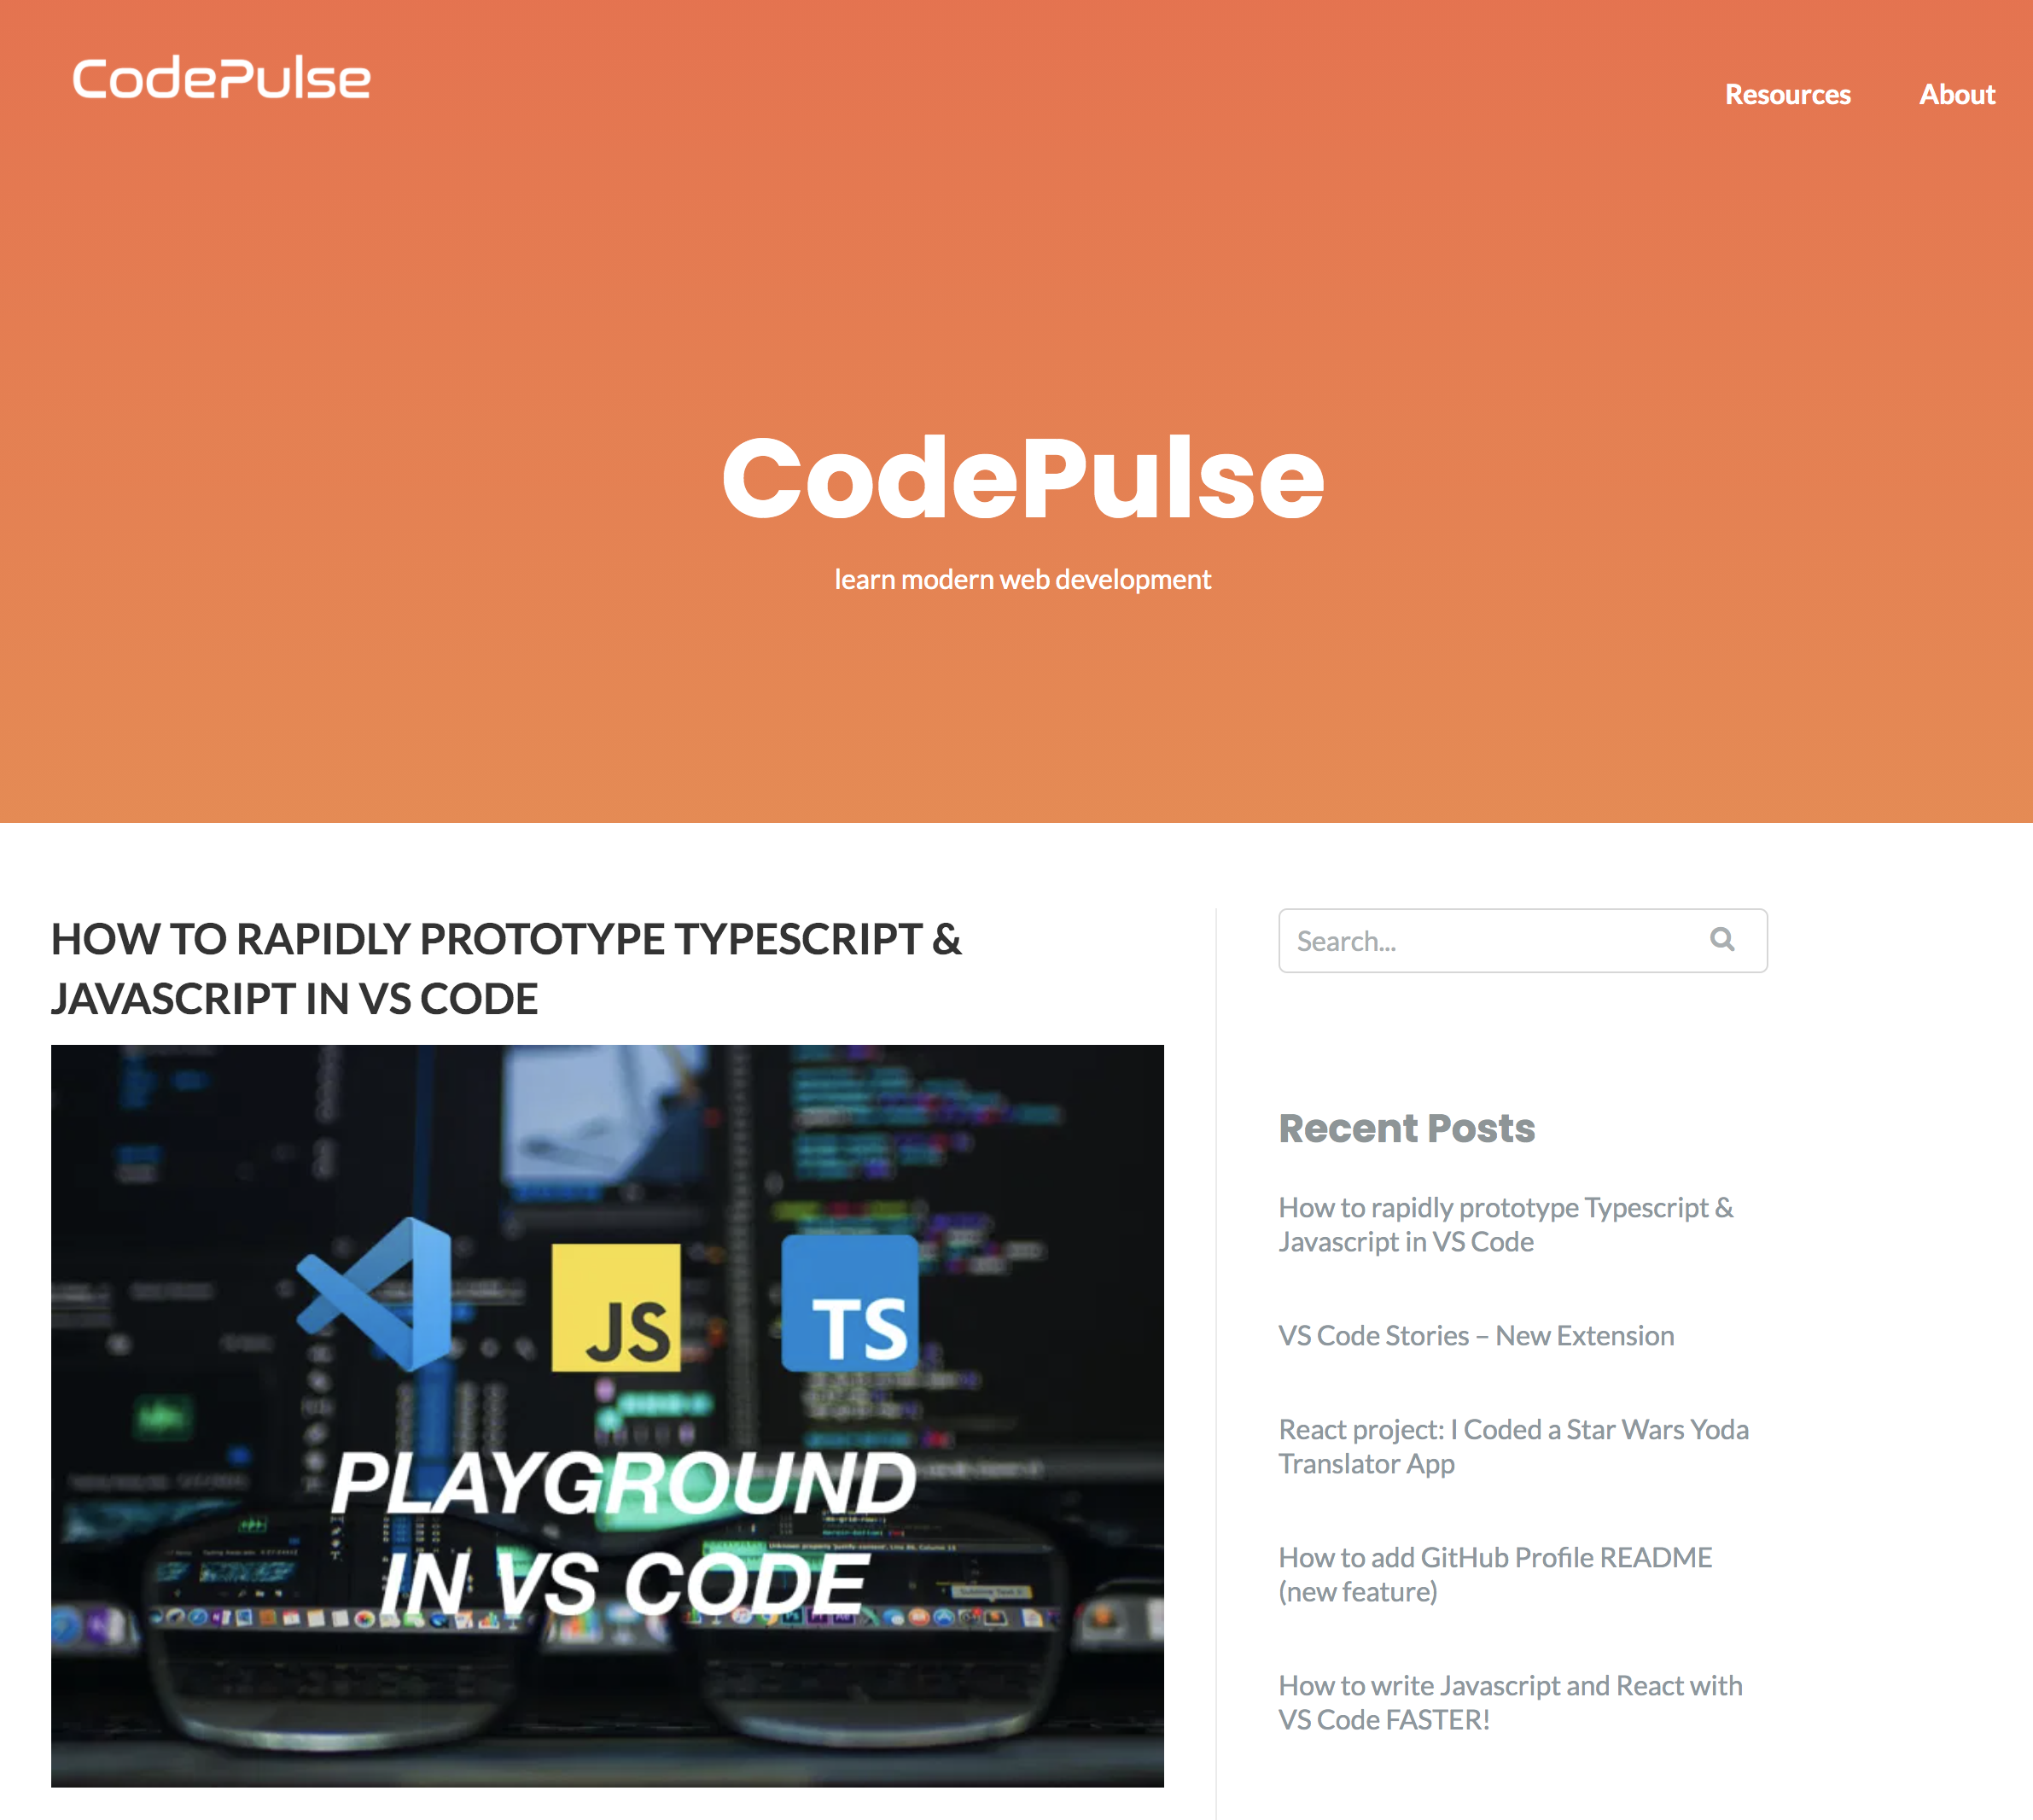 CodePulse
Resources
About
CodePulse
learn modern web development
HOW TO RAPIDLY PROTOTYPE TYPESCRIPT &
JAVASCRIPT IN VS CODE
JS
TS
PLAYGROUND
IN VS CODE
Search...
Recent Posts
How to rapidly prototype Typescript &
Javascript in VS Code
VS Code Stories – New Extension
React project: I Coded a Star Wars Yoda
Translator App
How to add GitHub Profile README
(new feature)
How to write Javascript and React with
VS Code FASTER!